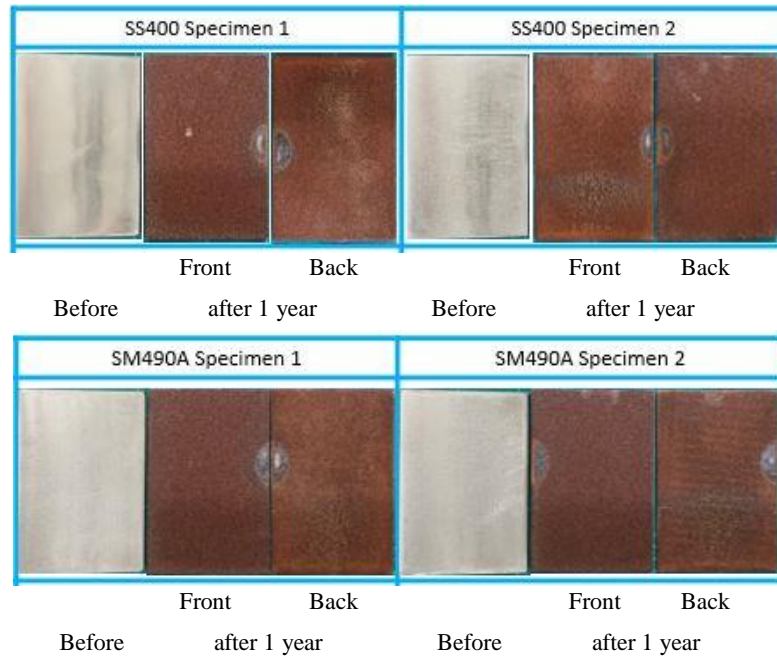 SS400 Specimen 1 SS400 Specimen 2
Front Back Front Back
Before after 1 year Before after 1 year
SM490A Specimen 1 SM490A Specimen 2
Front Back Front Back
Before after 1 year Before after 1 year